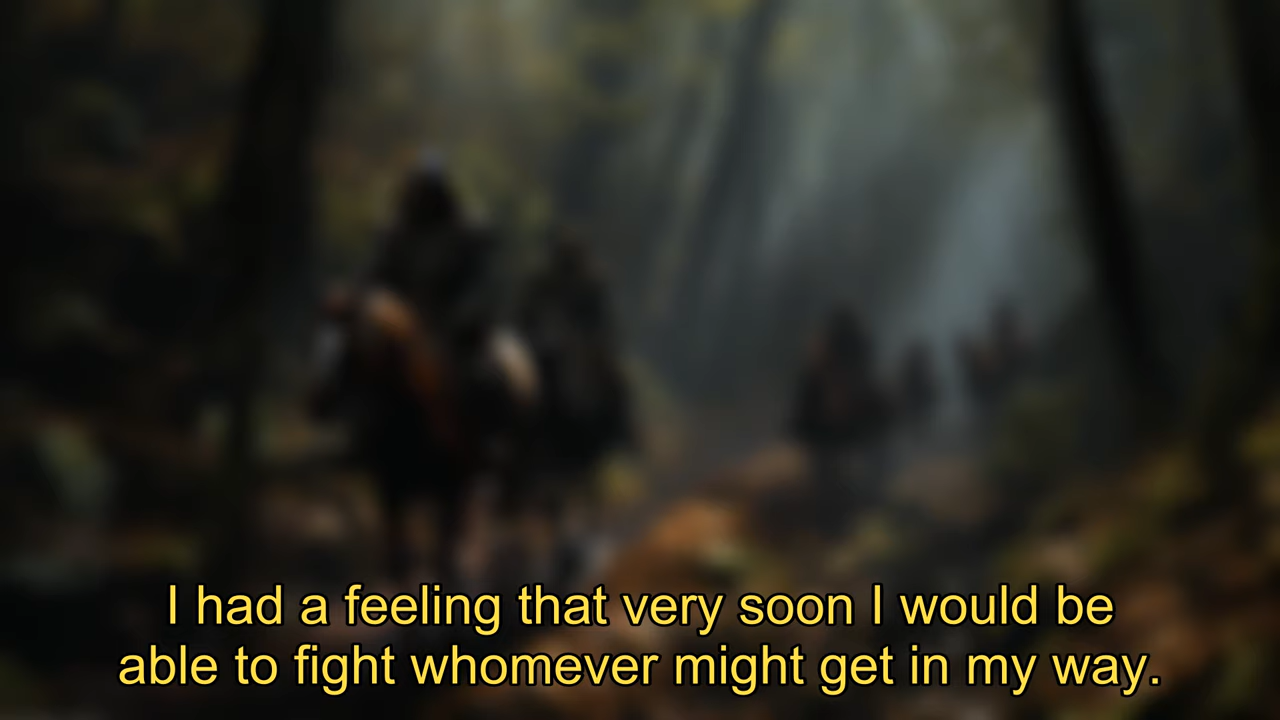 I had a feeling that very soon I would be
able to fight whomever might get in my way.